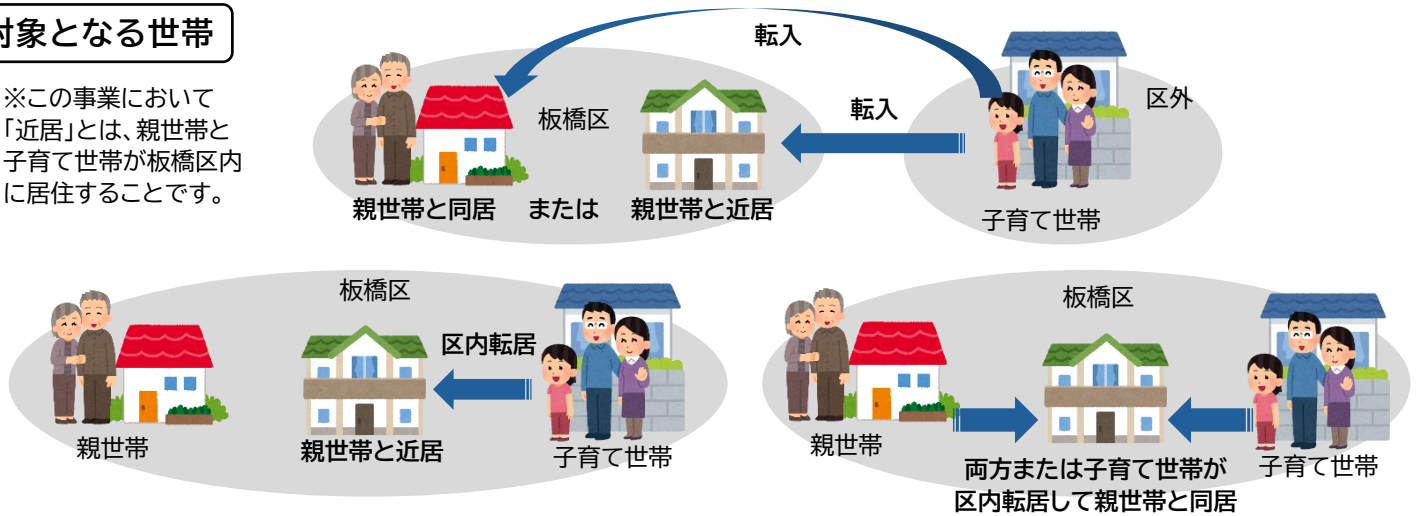 対象となる世帯
※この事業において
「近居」とは、親世帯と
子育て世帯が板橋区内
に居住することです。
転入
板橋区
転入
区外
親世帯と同居 または 親世帯と近居
子育て世帯
板橋区
区内転居
親世帯
親世帯と近居
子育て世帯
板橋区
親世帯
子育て世帯
両方または子育て世帯が
区内転居して親世帯と同居